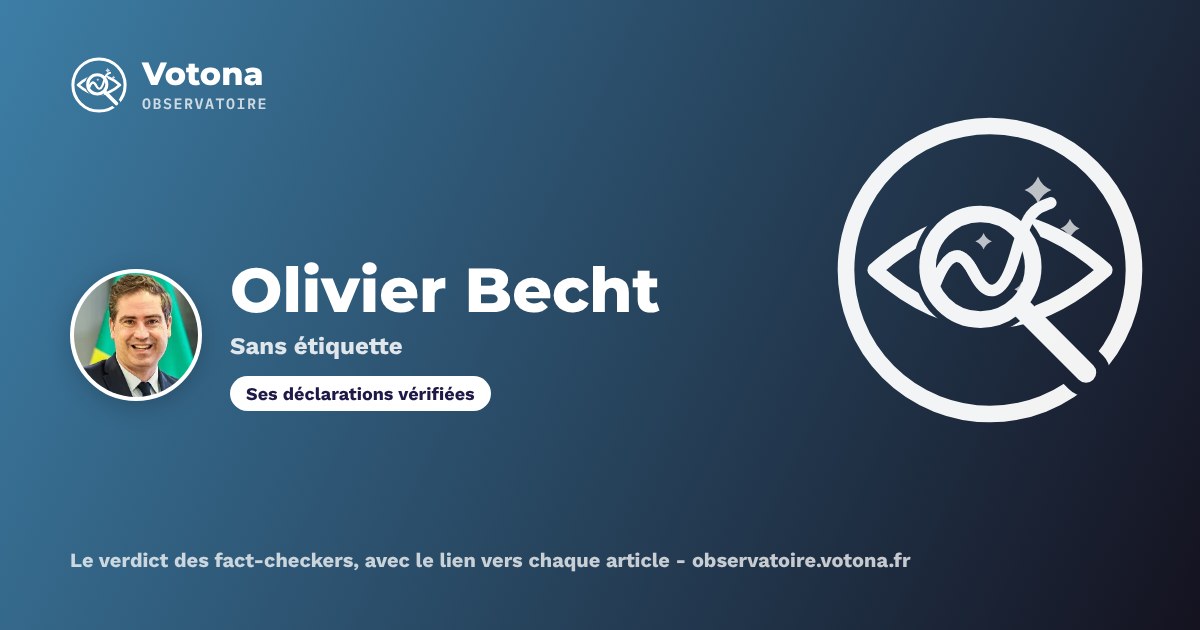 Votona
OBSERVATOIRE
Olivier Becht
Sans étiquette
Ses déclarations vérifiées
Le verdict des fact-checkers, avec le lien vers chaque article - observatoire.votona.fr